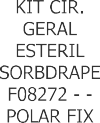 KIT CIR.
GERAL
ESTERIL
SORBDRAPE
F08272 - -
POLAR FIX